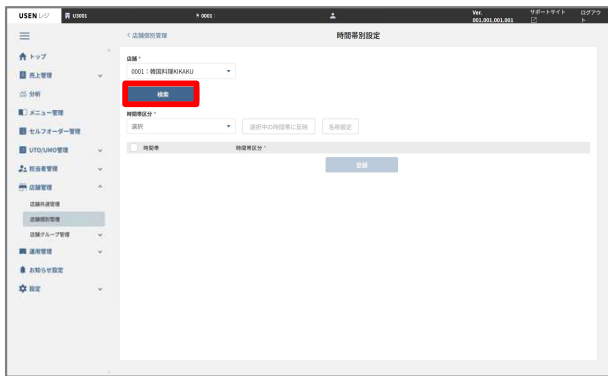 USEN レジ U3001 0001 : Ver. 001.001.001.001 サポートサイト ログアウト
< 店舗個別管理 時間帯別設定
トップ
売上管理
分析
メニュー管理
セルフオーダー管理
UTO/UMO管理
担当者管理
店舗管理
店舗共通管理
店舗個別管理
店舗グループ管理
運用管理
お知らせ設定
設定
店舗 *
0001：韓国料理KIKAKU
検索
時間帯区分 *
選択 選択中の時間帯に反映 名称設定
時間帯 時間帯区分 *
登録